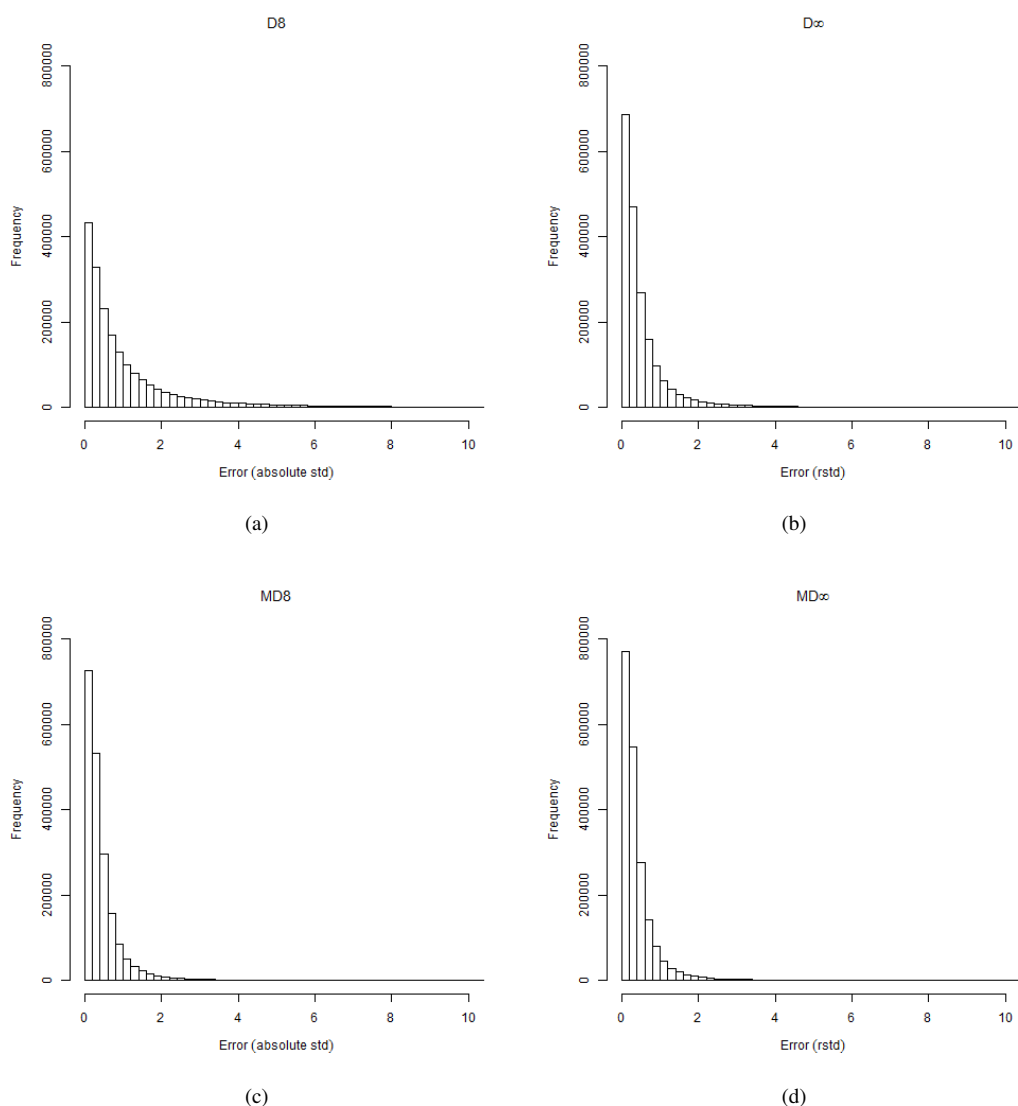 D8
800000
600000
400000
200000
0
Frequency
0 2 4 6 8 10
Error (absolute std)
(a)
D∞
800000
600000
400000
200000
0
Frequency
0 2 4 6 8 10
Error (rstd)
(b)
MD8
800000
600000
400000
200000
0
Frequency
0 2 4 6 8 10
Error (absolute std)
(c)
MD∞
800000
600000
400000
200000
0
Frequency
0 2 4 6 8 10
Error (rstd)
(d)